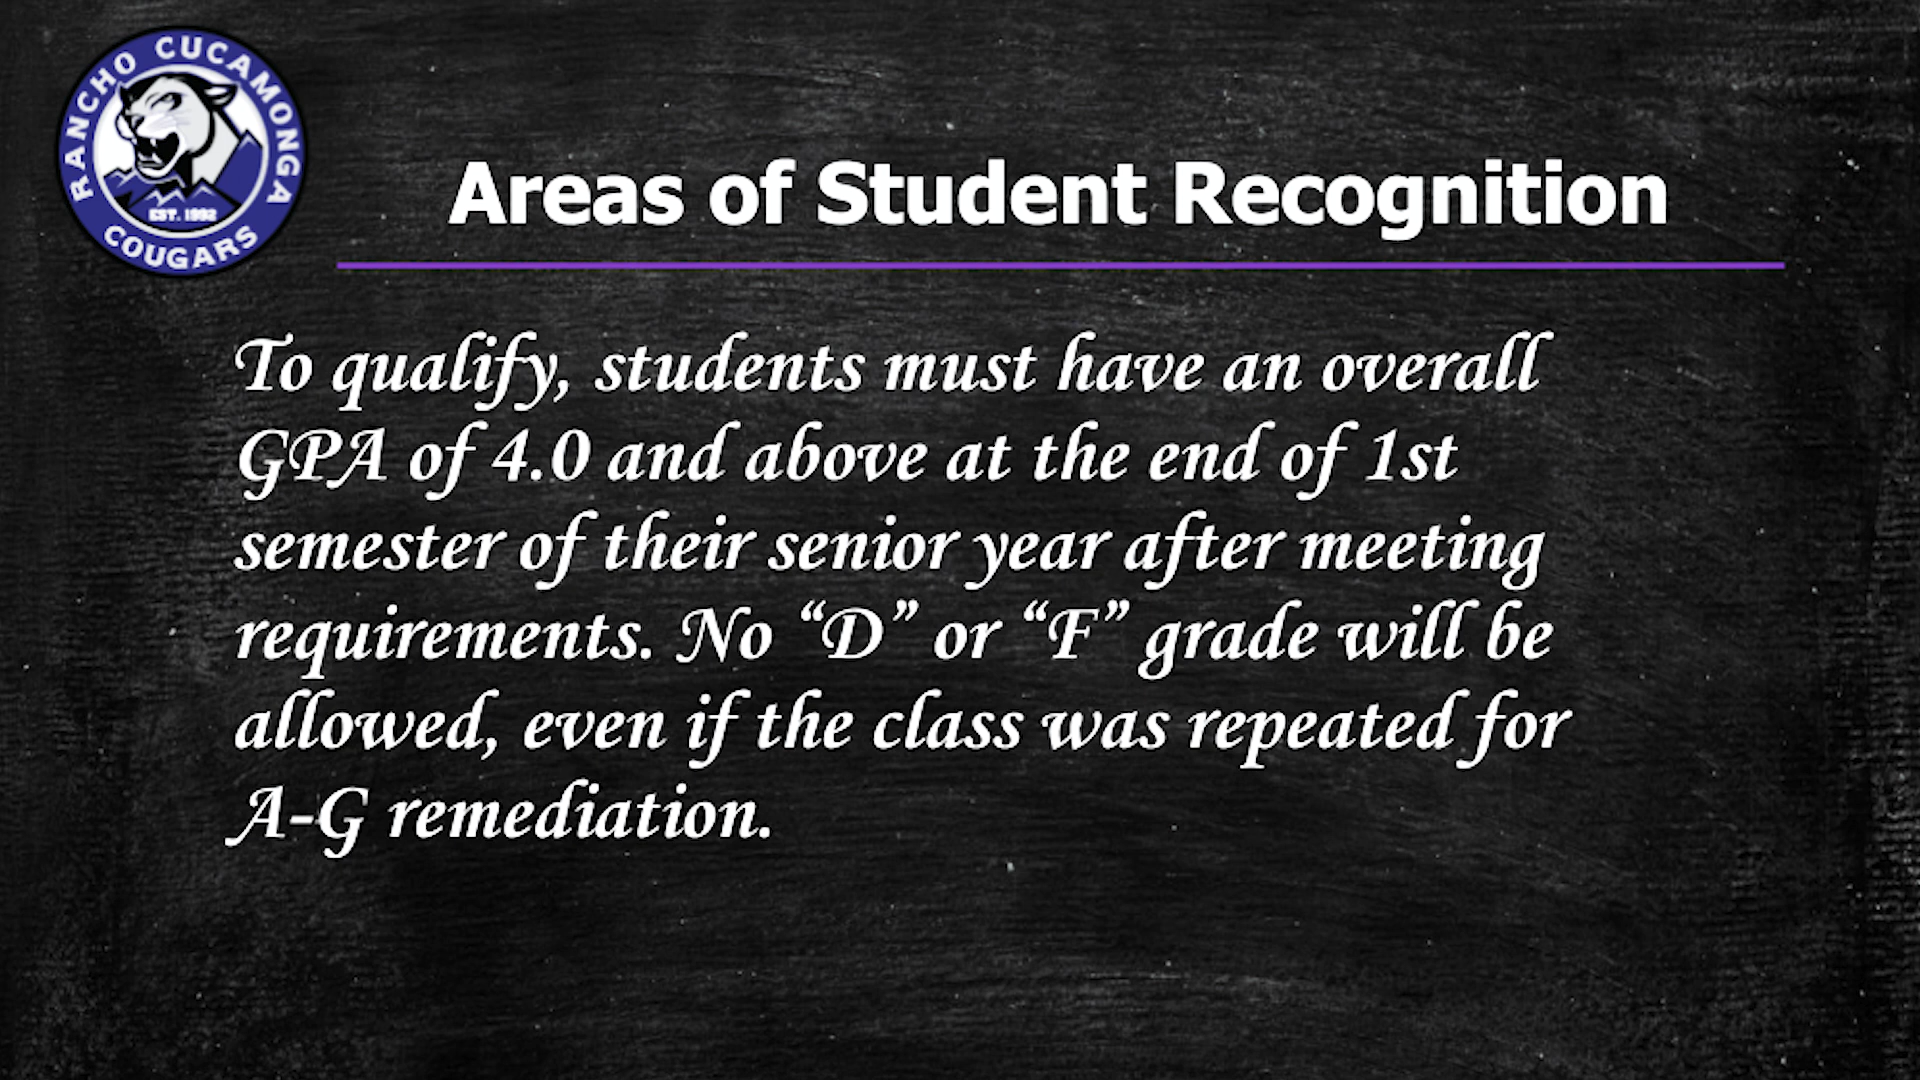 RANCHO CUCAMONGA
EST. 1992
COUGARS
Areas of Student Recognition
To qualify, students must have an overall
GPA of 4.0 and above at the end of 1st
semester of their senior year after meeting
requirements. No “D” or “F” grade will be
allowed, even if the class was repeated for
A-G remediation.